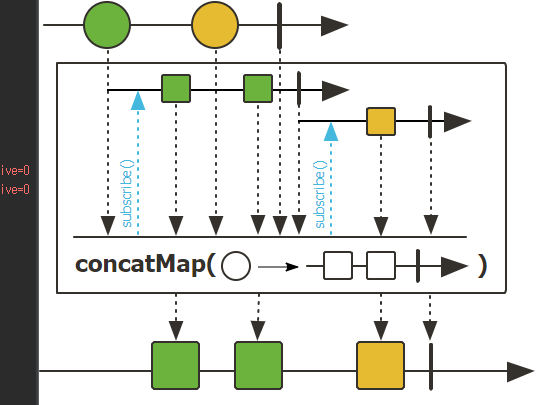 subscribe()
subscribe()
ive=0
ive=0
concatMap( )